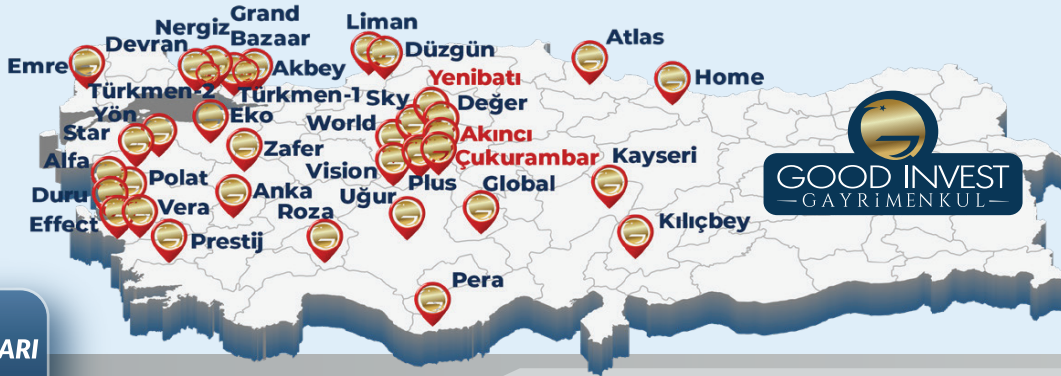 Grand
Bazaar
Nergiz
Devran
Emre
Akbey
Türkmen-2
Türkmen-1
Liman
Düzgün
Atlas
Home
Yenibatı
Sky
Değer
World
Akıncı
Çukurambar
Vision
Plus
Uğur
Global
Kayseri
Kılıçbey
Yön
Star
Eko
Zafer
Alfa
Polat
Duru
Anka
Vera
Effect
Roza
Prestij
Pera
GOOD INVEST
GAYRİMENKUL
ARI